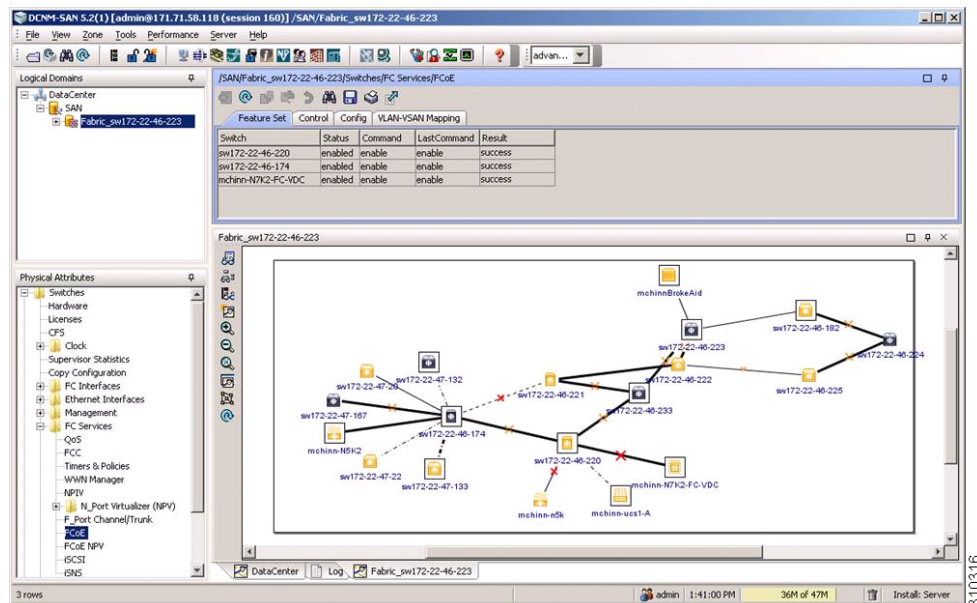 DCNM-SAN 5.2(1) [admin@171.71.58.118 (session 160)] /SAN/Fabric_sw172-22-46-223
File View Zone Tools Performance Server Help
advan...
Logical Domains
DataCenter
SAN
Fabric_sw172-22-46-223
/SAN/Fabric_sw172-22-46-223/Switches/FC Services/FCoE
Feature Set Control Config VLAN-VSAN Mapping
Switch Status Command LastCommand Result
sw172-22-46-220 enabled enable enable success
sw172-22-46-174 enabled enable enable success
mchinn-N7K2-FC-VDC enabled enable enable success
Physical Attributes
Switches
Hardware
Licenses
CFS
Clock
Supervisor Statistics
Copy Configuration
FC Interfaces
Ethernet Interfaces
Management
FC Services
QoS
FCC
Timers & Policies
WWN Manager
NPIV
N_Port Virtualizer (NPV)
F_Port Channel/Trunk
FCoE
FCoE NPV
iSCSI
iSNS
Fabric_sw172-22-46-223
mchinnBrokeAid
sw172-22-46-182
sw172-22-46-223
sw172-22-46-224
sw172-22-47-132
sw172-22-47-20
sw172-22-46-222
sw172-22-46-221
sw172-22-46-225
sw172-22-47-167
sw172-22-46-233
sw172-22-46-174
mchinn-N5K2
sw172-22-46-220
sw172-22-47-22
sw172-22-47-133
mchinn-N7K2-FC-VDC
mchinn-n5k
mchinn-ucs1-A
DataCenter Log Fabric_sw172-22-46-223
3 rows
admin 1:41:00 PM 36M of 47M Install: Server
310316